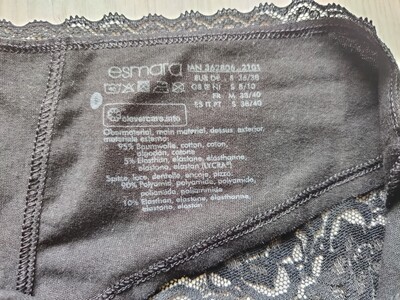 esmara
IAN 362806_2101
EUR DE S 36/38
GB IE NI S 8/10
FR M 38/40
ES IT PT S 38/40
clevercare.info
Obermaterial, main material, dessus, exterior,
materiale esterno:
95% Baumwolle, cotton, coton,
algodón, cotone
5% Elasthan, elastane, élasthanne,
elastano, elastan (LYCRA®)
Spitze, lace, dentelle, encaje, pizzo:
90% Polyamid, polyamide, polyamide,
poliamida, poliammide
10% Elasthan, elastane, élasthanne,
elastano, elastan